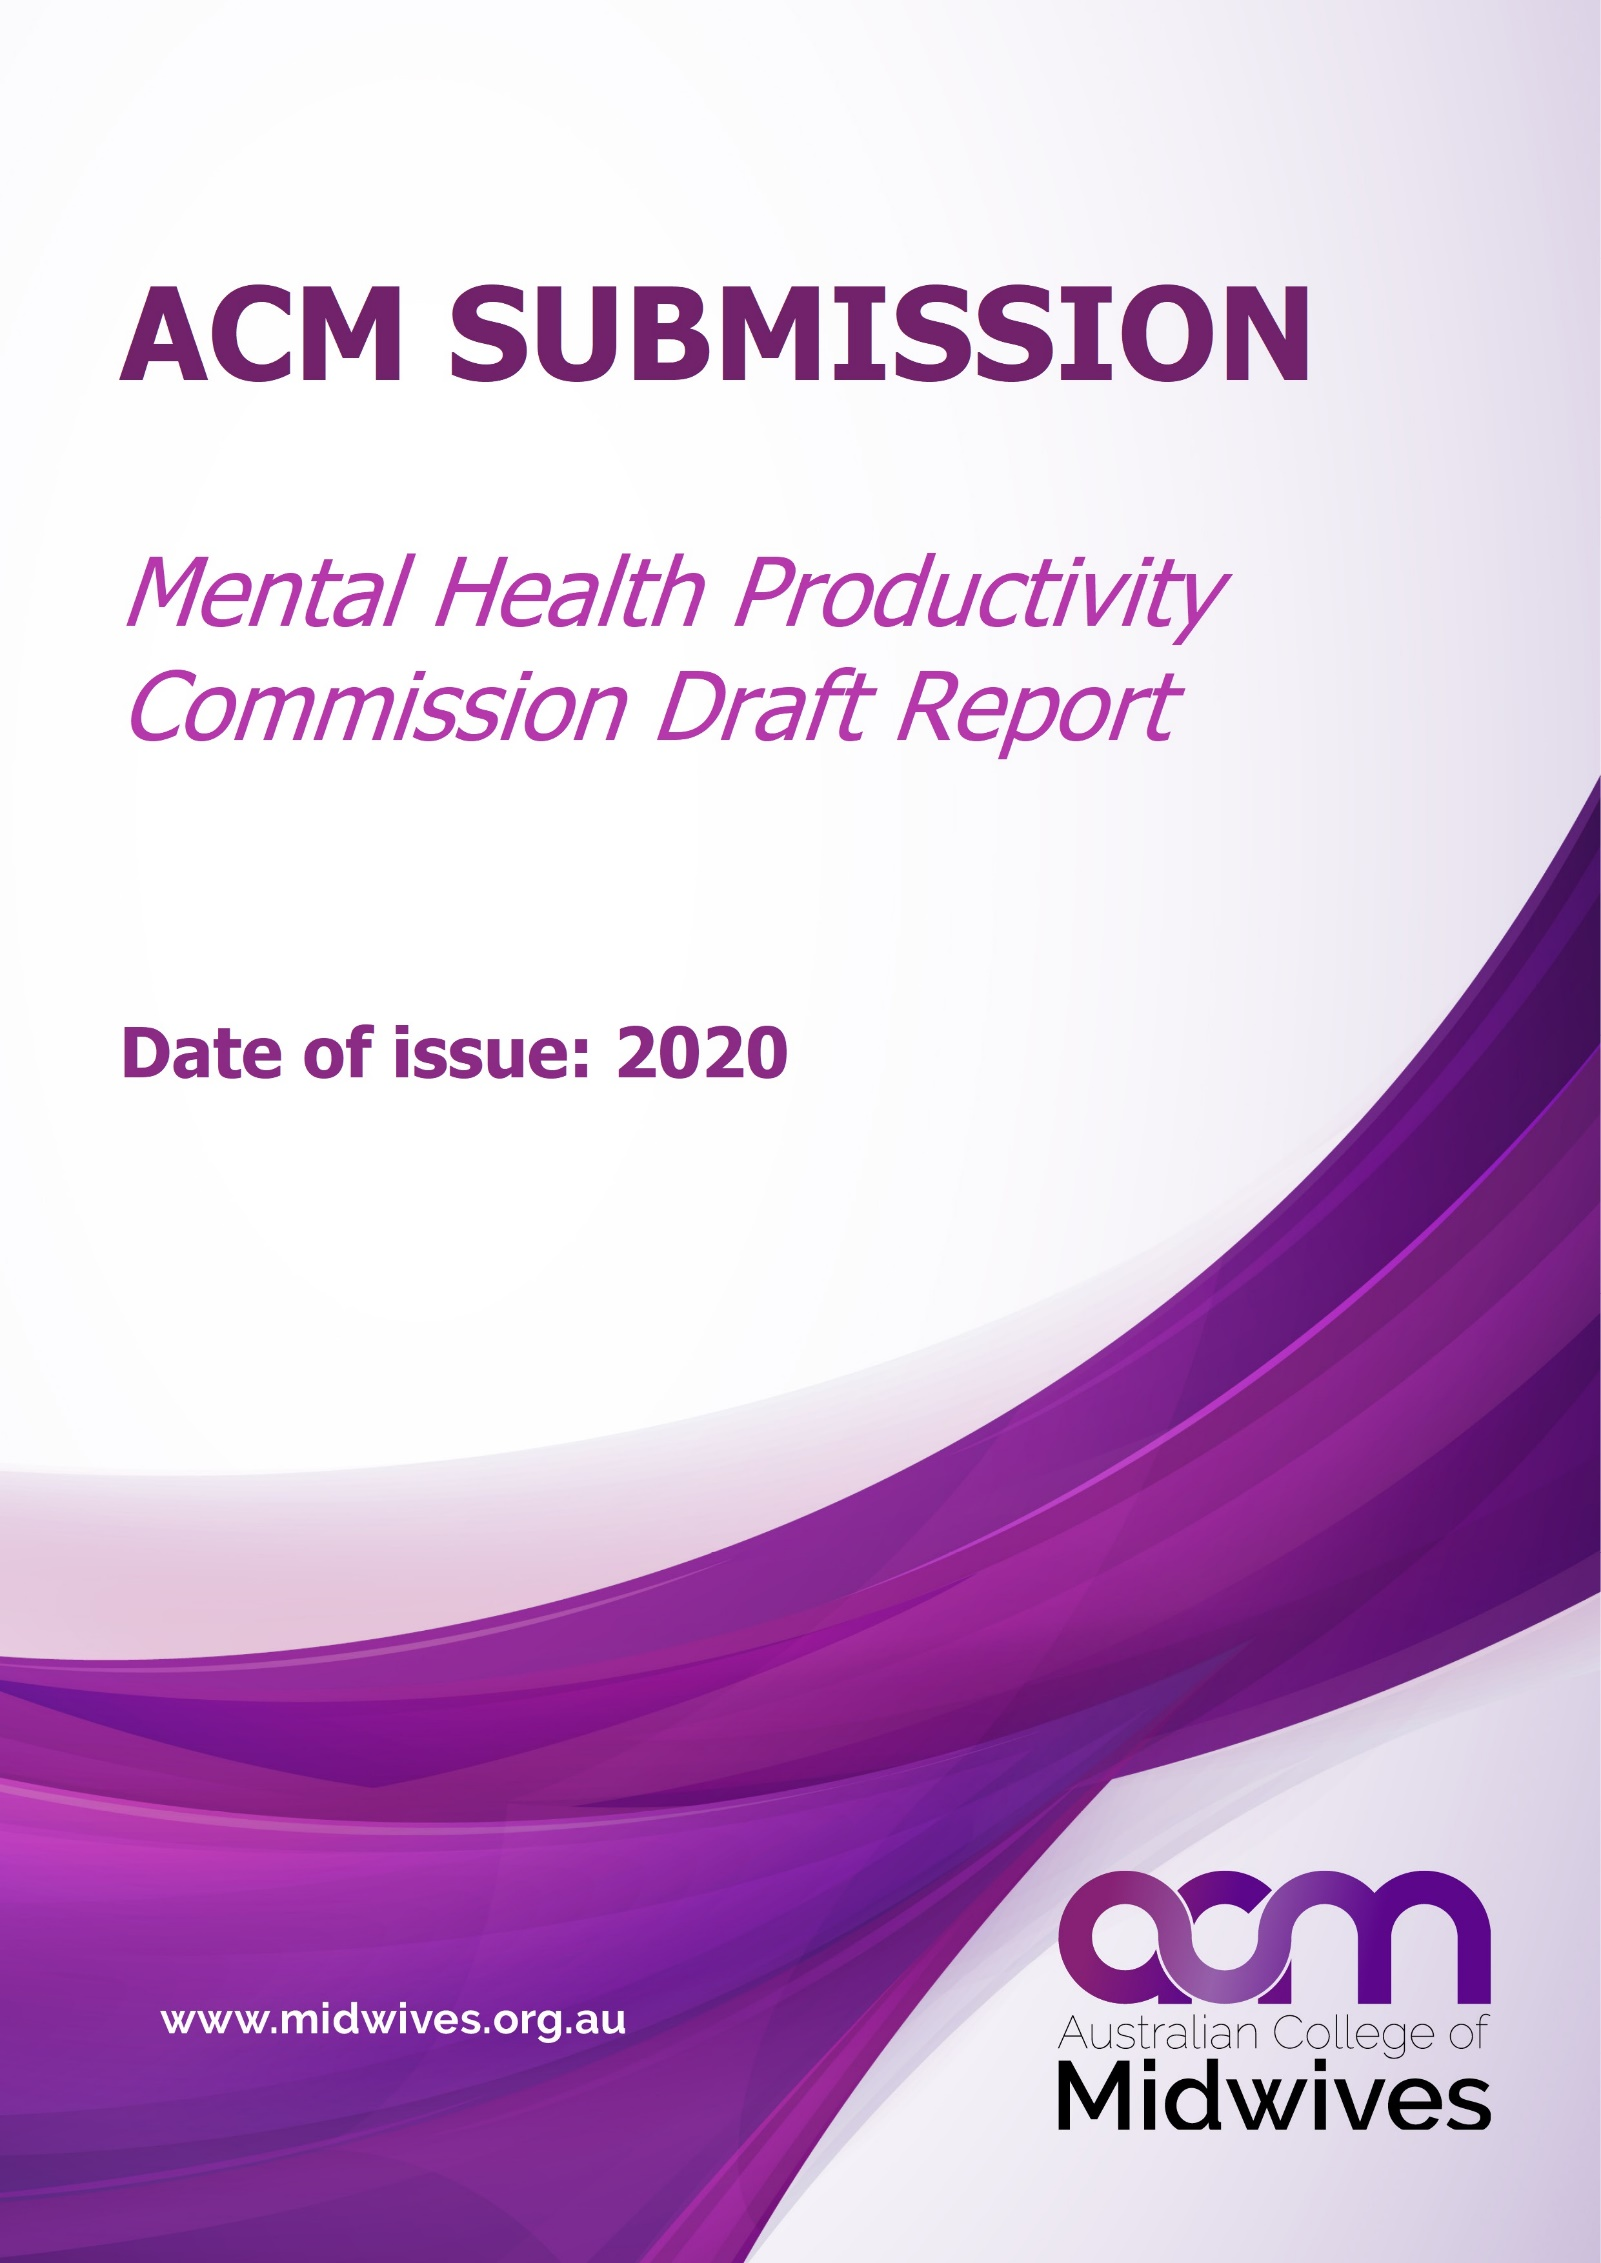 ACM SUBMISSION
Mental Health Productivity
Commission Draft Report
Date of issue: 2020
www.midwives.org.au
acm
Australian College of
Midwives